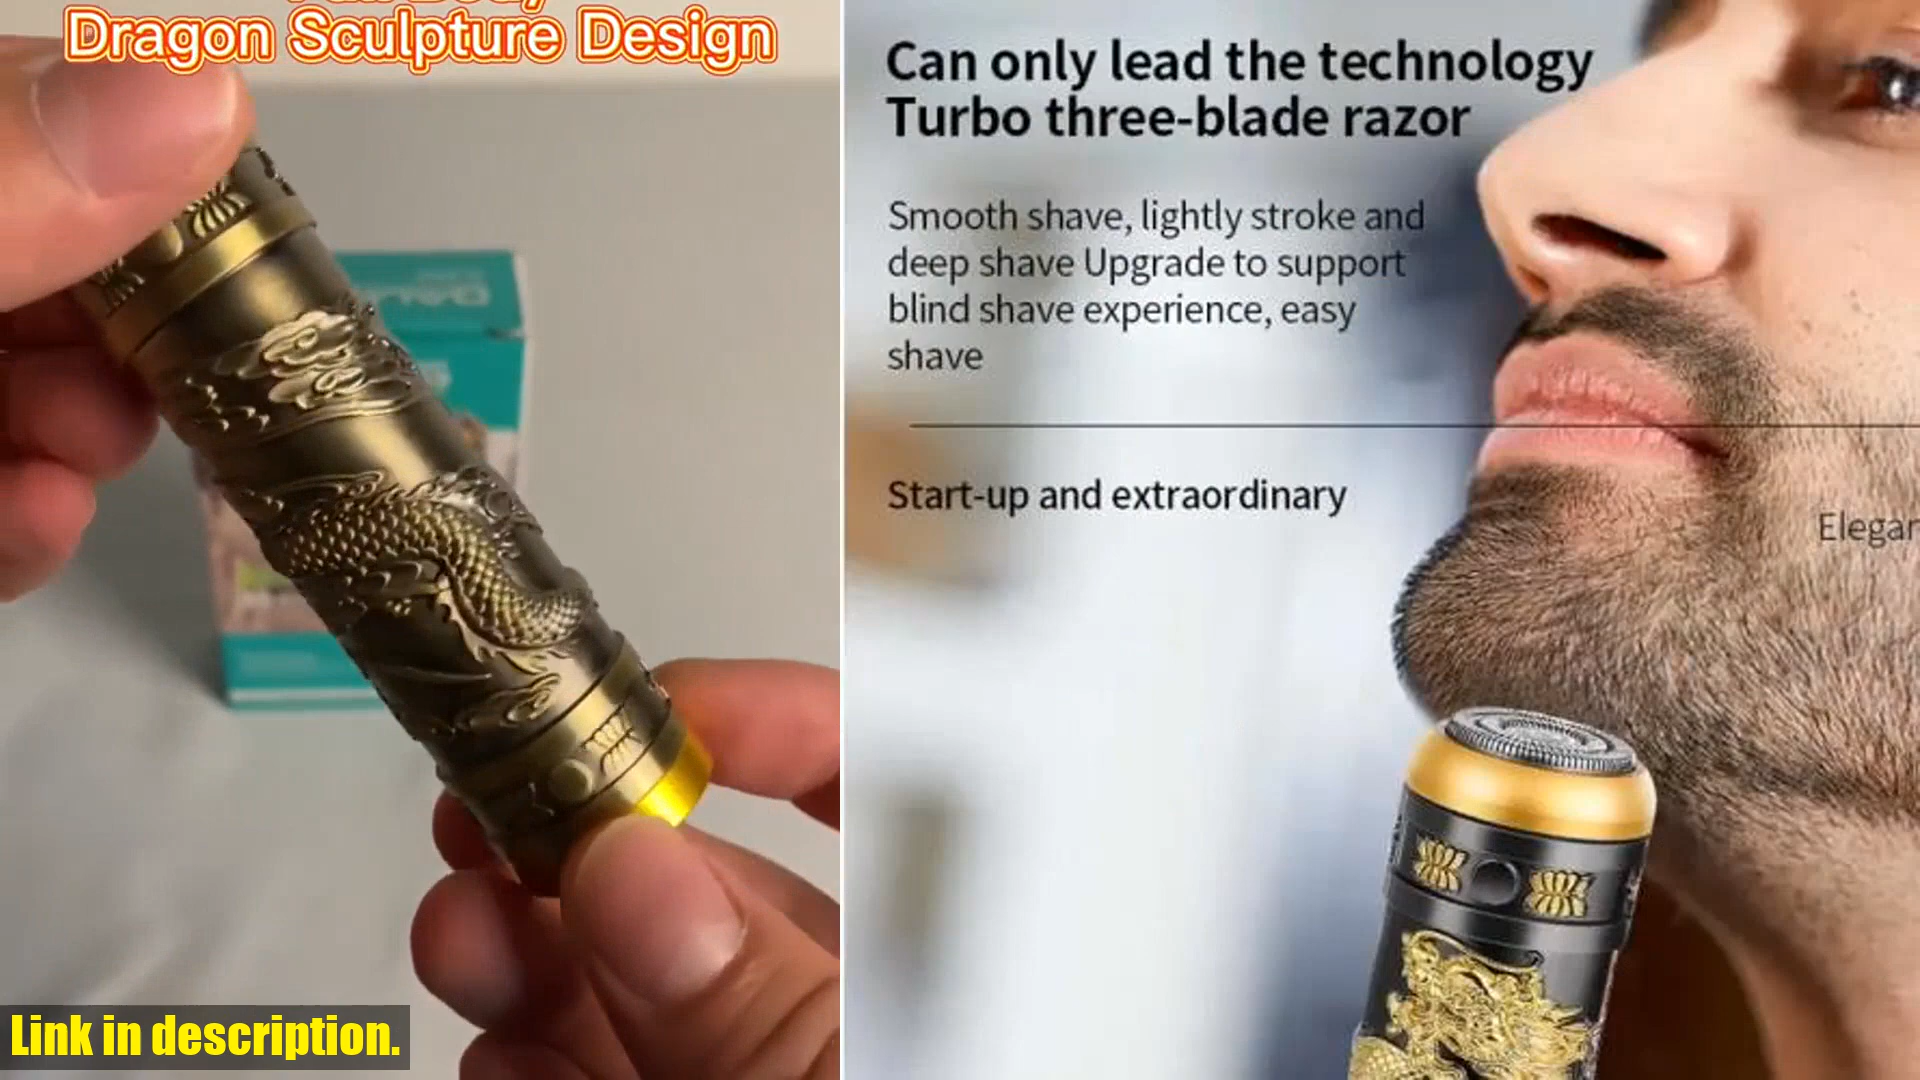 Dragon Sculpture Design
Can only lead the technology
Turbo three-blade razor
Smooth shave, lightly stroke and
deep shave Upgrade to support
blind shave experience, easy
shave
Start-up and extraordinary
Link in description.